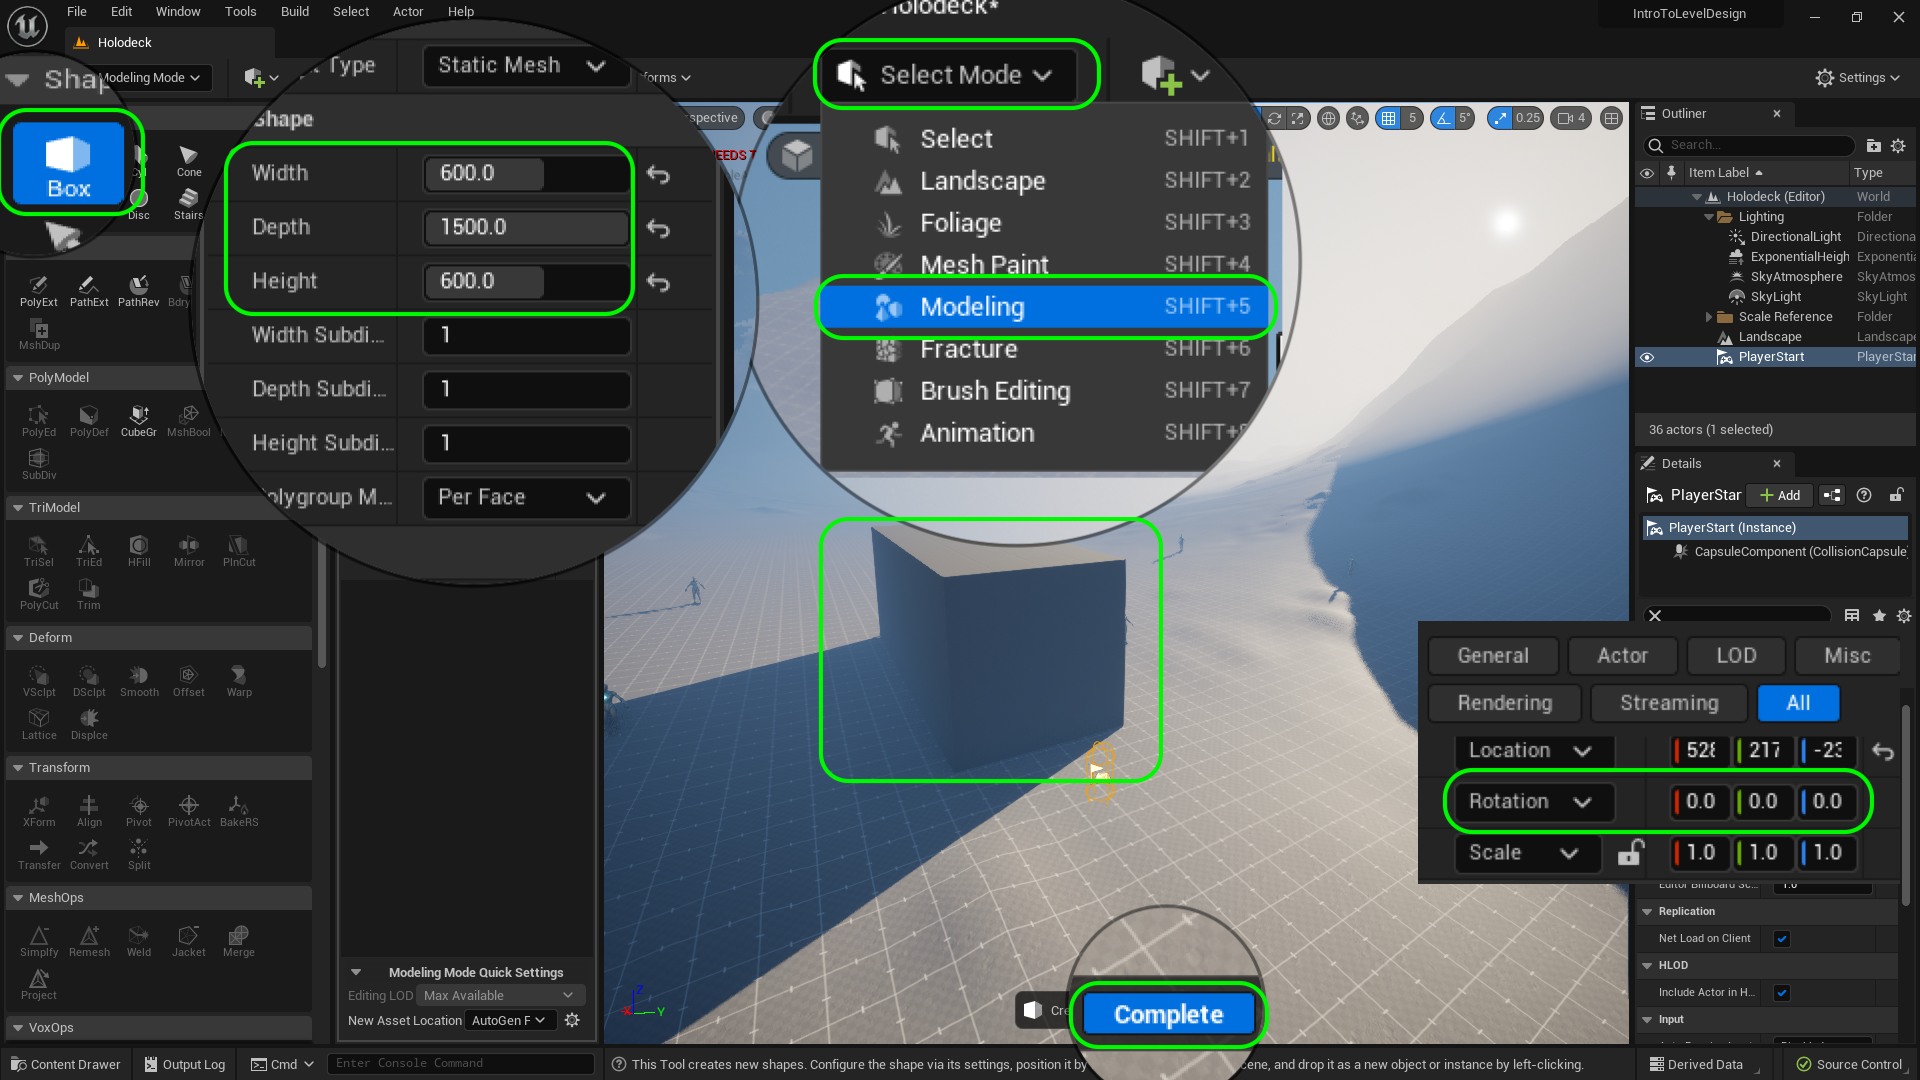 File Edit Window Tools Build Select Actor Help
IntroToLevelDesign
Holodeck
Holodeck*
Modeling Mode
Settings
Select Mode
Select SHIFT+1
Landscape SHIFT+2
Foliage SHIFT+3
Mesh Paint SHIFT+4
Modeling SHIFT+5
Fracture SHIFT+6
Brush Editing SHIFT+7
Animation
Type Static Mesh
Shape
Width 600.0
Depth 1500.0
Height 600.0
Width Subdi... 1
Depth Subdi... 1
Height Subdi... 1
Per Face
Box
Cone
Disc Stairs
PolyExt PathExt PathRev Bdry
MshDup
PolyModel
PolyEd PolyDef CubeGr MshBool
SubDiv
TriModel
TriSel TriEd HFill Mirror PlnCut
PolyCut Trim
Deform
VSclpt DSclpt Smooth Offset Warp
Lattice Displce
Transform
XForm Align Pivot PivotAct BakeRS
Transfer Convert Split
MeshOps
Simplfy Remesh Weld Jacket Merge
Project
VoxOps
Modeling Mode Quick Settings
Editing LOD Max Available
New Asset Location AutoGen F
5 5° 0.25 4
X Y Z
Complete
Outliner
Search...
Item Label Type
Holodeck (Editor) World
Lighting Folder
DirectionalLight Directiona
ExponentialHeigh Exponentia
SkyAtmosphere SkyAtmos
SkyLight SkyLight
Scale Reference Folder
Landscape Landscape
PlayerStart PlayerStar
36 actors (1 selected)
Details
PlayerStar Add
PlayerStart (Instance)
CapsuleComponent (CollisionCapsule)
General Actor LOD Misc
Rendering Streaming All
Location 528 217 -23
Rotation 0.0 0.0 0.0
Scale 1.0 1.0 1.0
Editor Billboard Sc... 1.0
Replication
Net Load on Client
HLOD
Include Actor in H...
Input
Content Drawer Output Log Cmd Enter Console Command
This Tool creates new shapes. Configure the shape via its settings, position it by
ene, and drop it as a new object or instance by left-clicking.
Derived Data Source Control